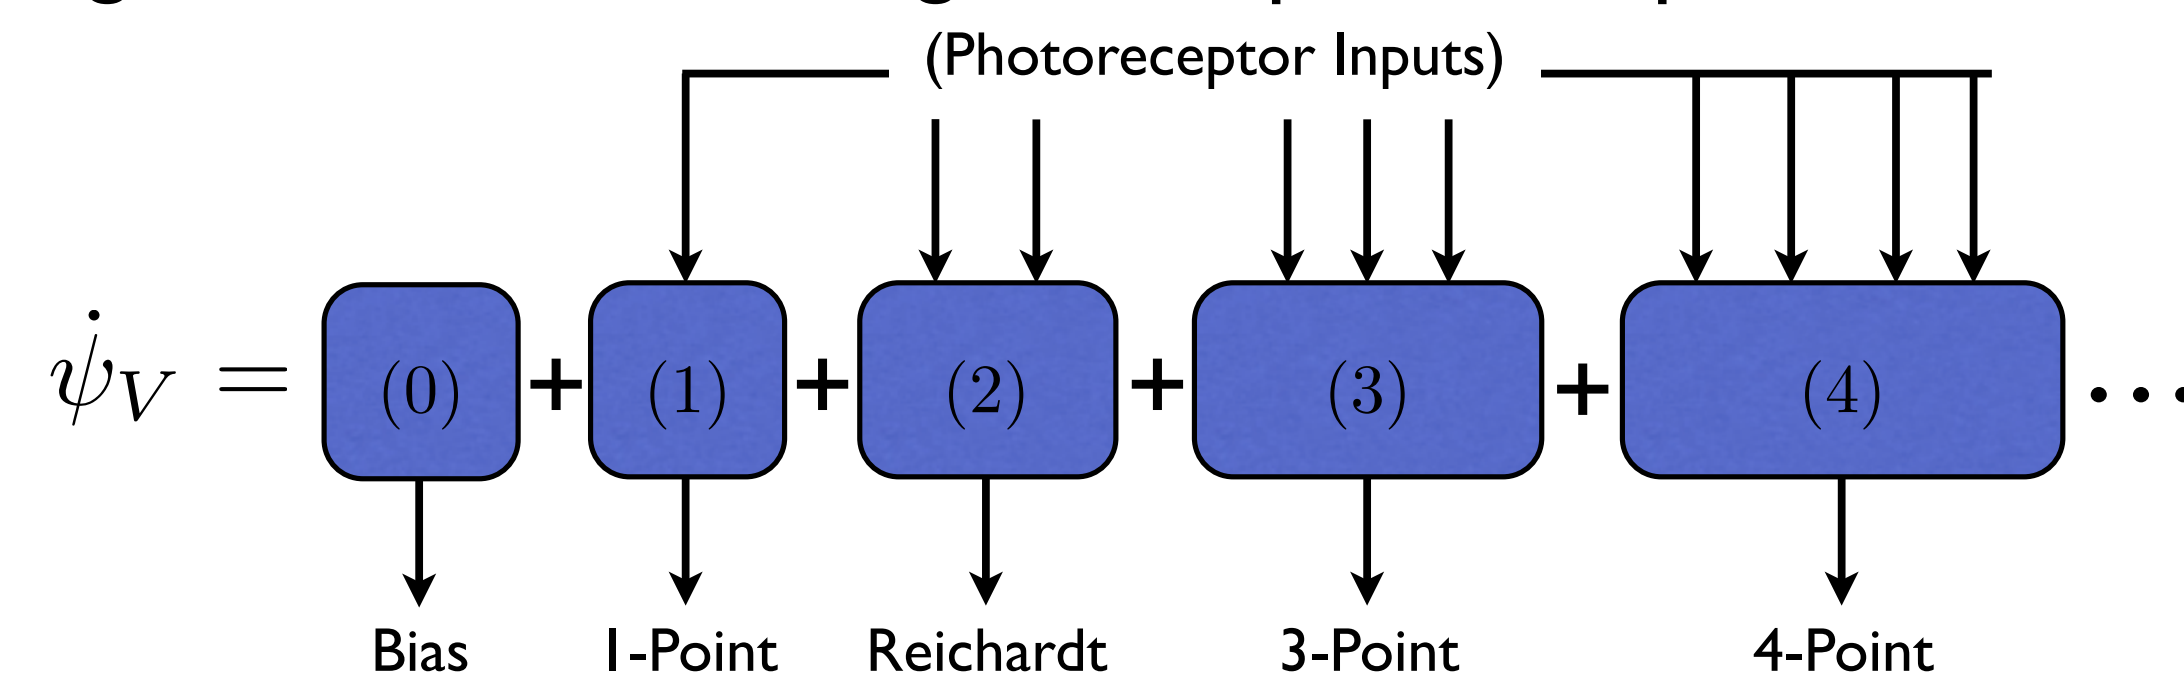 (Photoreceptor Inputs)
ψ̇_V = (0) + (1) + (2) + (3) + (4) ...
Bias 1-Point Reichardt 3-Point 4-Point